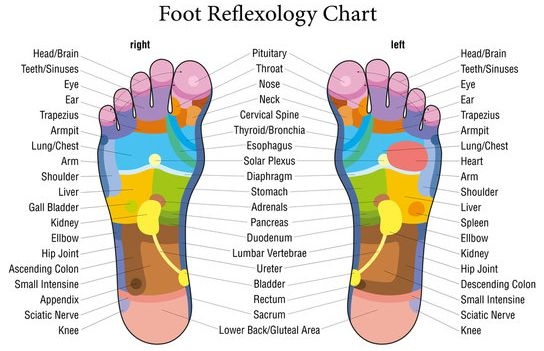 Foot Reflexology Chart
right
left
Head/Brain
Teeth/Sinuses
Eye
Ear
Trapezius
Armpit
Lung/Chest
Arm
Shoulder
Liver
Gall Bladder
Kidney
Ellbow
Hip Joint
Ascending Colon
Small Intensine
Appendix
Sciatic Nerve
Knee
Pituitary
Throat
Nose
Neck
Cervical Spine
Thyroid/Bronchia
Esophagus
Solar Plexus
Diaphragm
Stomach
Adrenals
Pancreas
Duodenum
Lumbar Vertebrae
Ureter
Bladder
Rectum
Sacrum
Lower Back/Gluteal Area
Head/Brain
Teeth/Sinuses
Eye
Ear
Trapezius
Armpit
Lung/Chest
Heart
Arm
Shoulder
Liver
Spleen
Ellbow
Kidney
Hip Joint
Descending Colon
Small Intensine
Sciatic Nerve
Knee